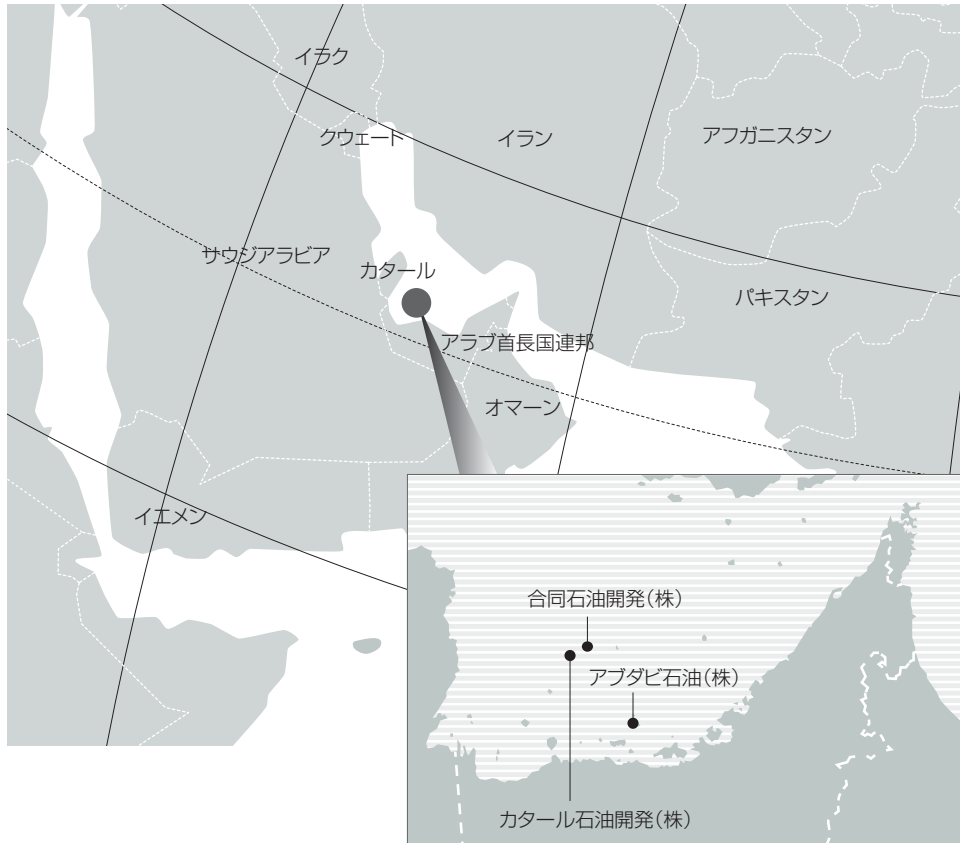 イラク
クウェート
イラン
アフガニスタン
サウジアラビア
カタール
パキスタン
アラブ首長国連邦
オマーン
イエメン
合同石油開発(株)
アブダビ石油(株)
カタール石油開発(株)